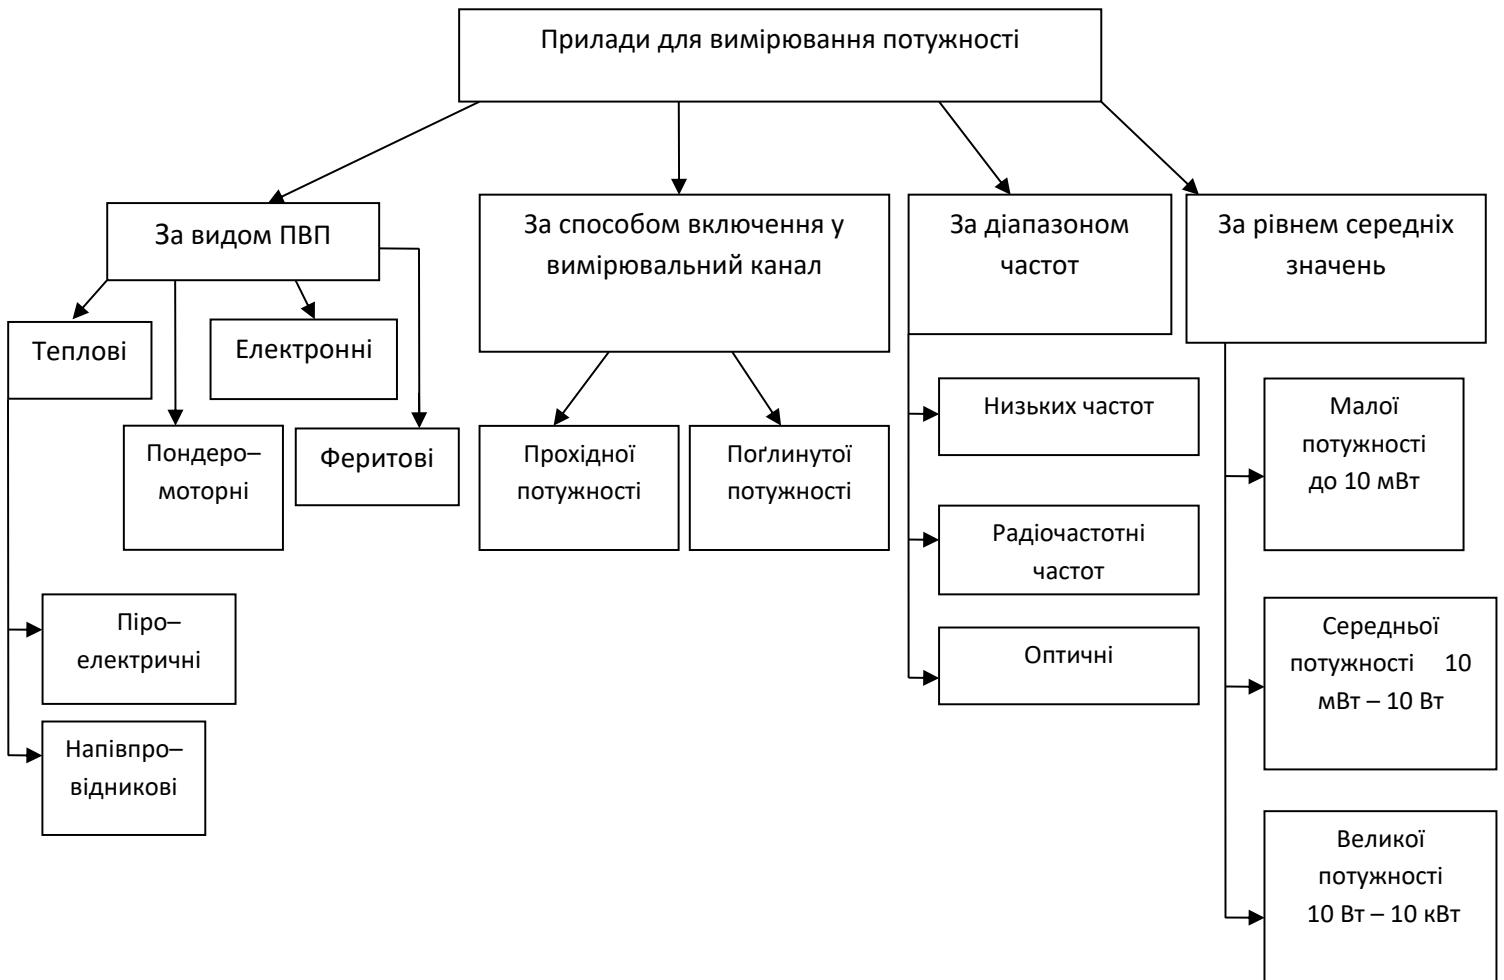 Прилади для вимірювання потужності
За видом ПВП
За способом включення у
вимірювальний канал
За діапазоном
частот
За рівнем середніх
значень
Теплові
Електронні
Пондеро–
моторні
Феритові
Піро–
електричні
Напівпро–
відникові
Прохідної
потужності
Поґлинутої
потужності
Низьких частот
Радіочастотні
частот
Оптичні
Малої
потужності
до 10 мВт
Середньої
потужності 10
мВт – 10 Вт
Великої
потужності
10 Вт – 10 кВт